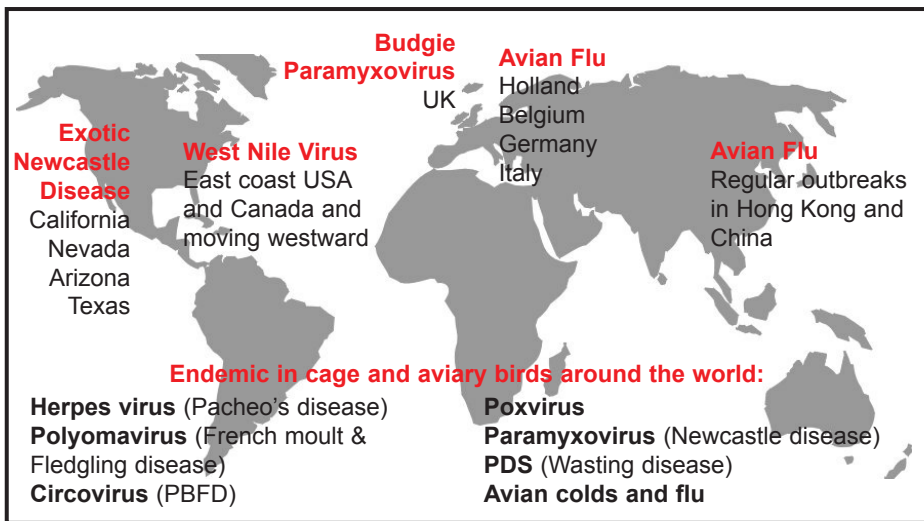 Budgie
Paramyxovirus
UK
Avian Flu
Holland
Belgium
Germany
Italy
Exotic
Newcastle
Disease
California
Nevada
Arizona
Texas
West Nile Virus
East coast USA
and Canada and
moving westward
Avian Flu
Regular outbreaks
in Hong Kong and
China
Endemic in cage and aviary birds around the world:
Herpes virus (Pacheo's disease)
Polyomavirus (French moult &
Fledgling disease)
Circovirus (PBFD)
Poxvirus
Paramyxovirus (Newcastle disease)
PDS (Wasting disease)
Avian colds and flu